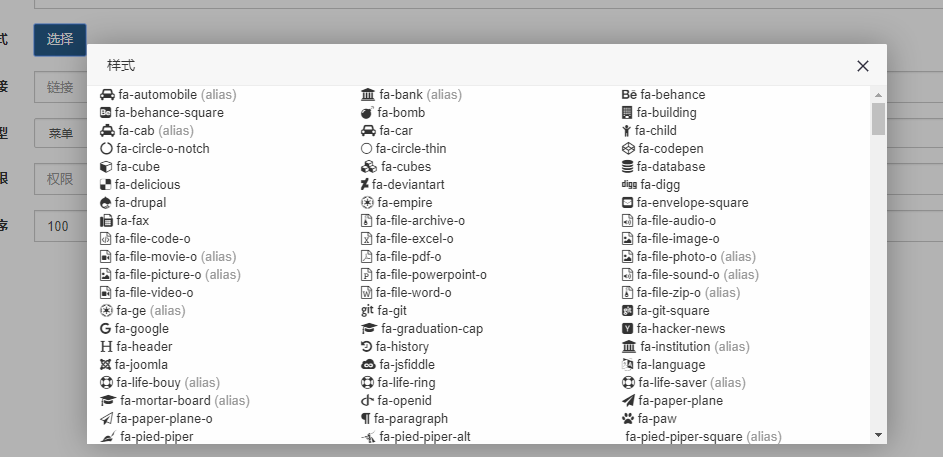 式 选择
样式
接 链接
fa-automobile (alias) fa-bank (alias) fa-behance
fa-behance-square fa-bomb fa-building
型 菜单
fa-cab (alias) fa-car fa-child
fa-circle-o-notch fa-circle-thin fa-codepen
fa-cube fa-cubes fa-database
限 权限
fa-delicious fa-deviantart fa-digg
fa-drupal fa-empire fa-envelope-square
序 100
fa-fax fa-file-archive-o fa-file-audio-o
fa-file-code-o fa-file-excel-o fa-file-image-o
fa-file-movie-o (alias) fa-file-pdf-o fa-file-photo-o (alias)
fa-file-picture-o (alias) fa-file-powerpoint-o fa-file-sound-o (alias)
fa-file-video-o fa-file-word-o fa-file-zip-o (alias)
fa-ge (alias) fa-git fa-git-square
fa-google fa-graduation-cap fa-hacker-news
fa-header fa-history fa-institution (alias)
fa-joomla fa-jsfiddle fa-language
fa-life-bouy (alias) fa-life-ring fa-life-saver (alias)
fa-mortar-board (alias) fa-openid fa-paper-plane
fa-paper-plane-o fa-paragraph fa-paw
fa-pied-piper fa-pied-piper-alt fa-pied-piper-square (alias)